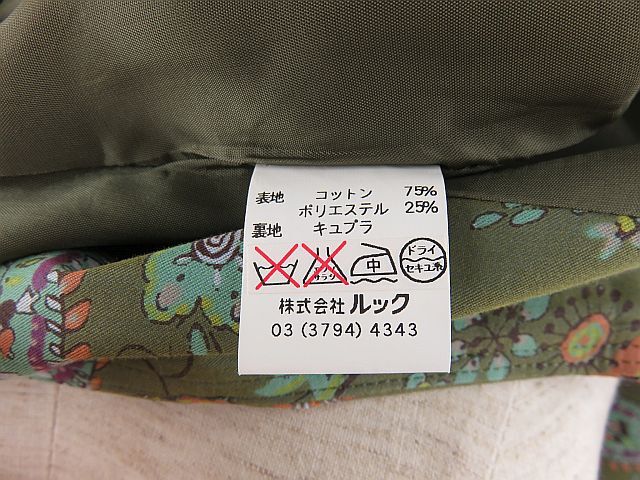 表地 コットン 75%
ポリエステル 25%
裏地 キュプラ
中 ドライ
セキユ系
株式会社 ルック
03 (3794) 4343